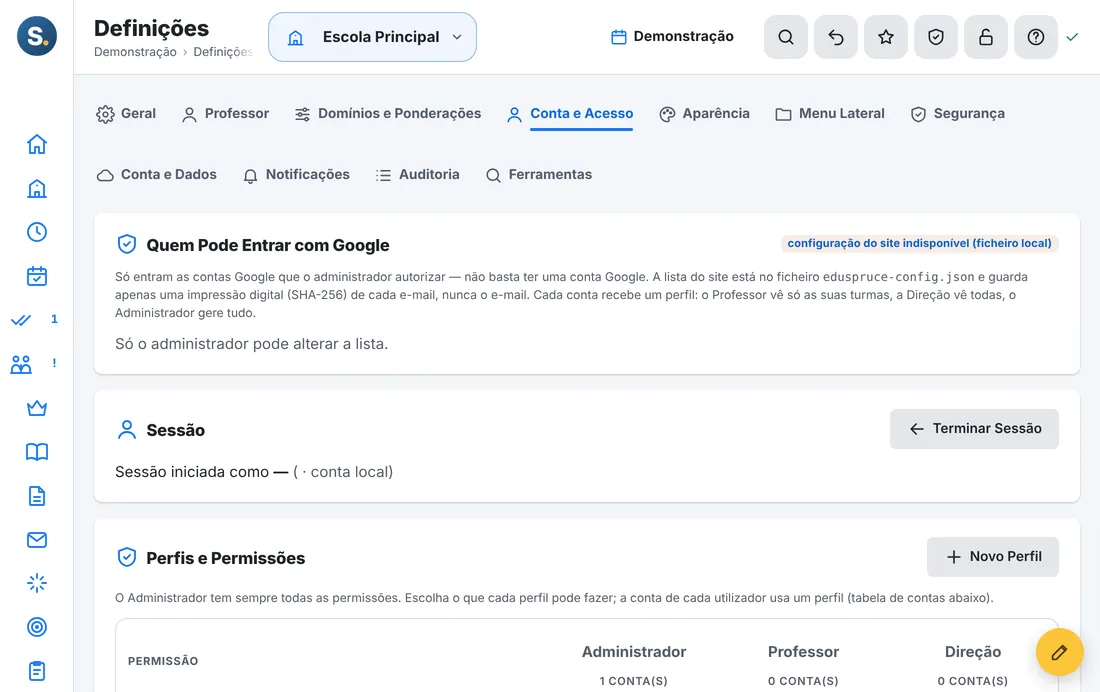 S.
Definições
Demonstração › Definições
Escola Principal
Demonstração
Geral
Professor
Domínios e Ponderações
Conta e Acesso
Aparência
Menu Lateral
Segurança
Conta e Dados
Notificações
Auditoria
Ferramentas
1
!
Quem Pode Entrar com Google
configuração do site indisponível (ficheiro local)
Só entram as contas Google que o administrador autorizar — não basta ter uma conta Google. A lista do site está no ficheiro eduspruce-config.json e guarda
apenas uma impressão digital (SHA-256) de cada e-mail, nunca o e-mail. Cada conta recebe um perfil: o Professor vê só as suas turmas, a Direção vê todas, o
Administrador gere tudo.
Só o administrador pode alterar a lista.
Sessão
Terminar Sessão
Sessão iniciada como — ( · conta local)
Perfis e Permissões
Novo Perfil
O Administrador tem sempre todas as permissões. Escolha o que cada perfil pode fazer; a conta de cada utilizador usa um perfil (tabela de contas abaixo).
PERMISSÃO
Administrador
Professor
Direção
1 CONTA(S)
0 CONTA(S)
0 CONTA(S)